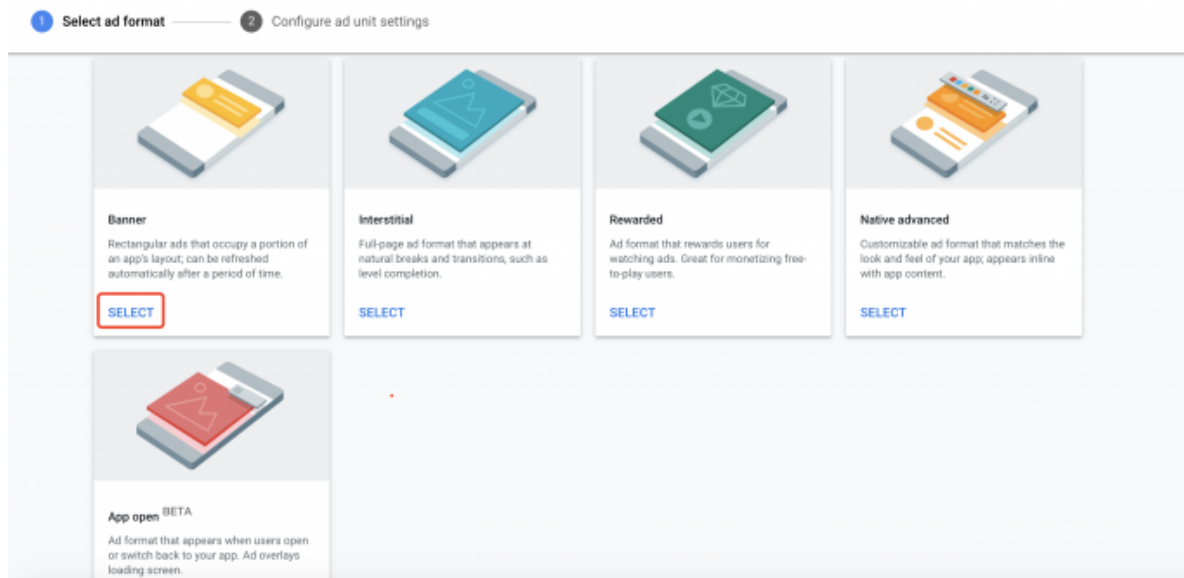 1 Select ad format 2 Configure ad unit settings
Banner
Rectangular ads that occupy a portion of
an app's layout; can be refreshed
automatically after a period of time.
SELECT
Interstitial
Full-page ad format that appears at
natural breaks and transitions, such as
level completion.
SELECT
Rewarded
Ad format that rewards users for
watching ads. Great for monetizing free-
to-play users.
SELECT
Native advanced
Customizable ad format that matches the
look and feel of your app; appears inline
with app content.
SELECT
App open BETA
Ad format that appears when users open
or switch back to your app. Ad overlays
loading screen.